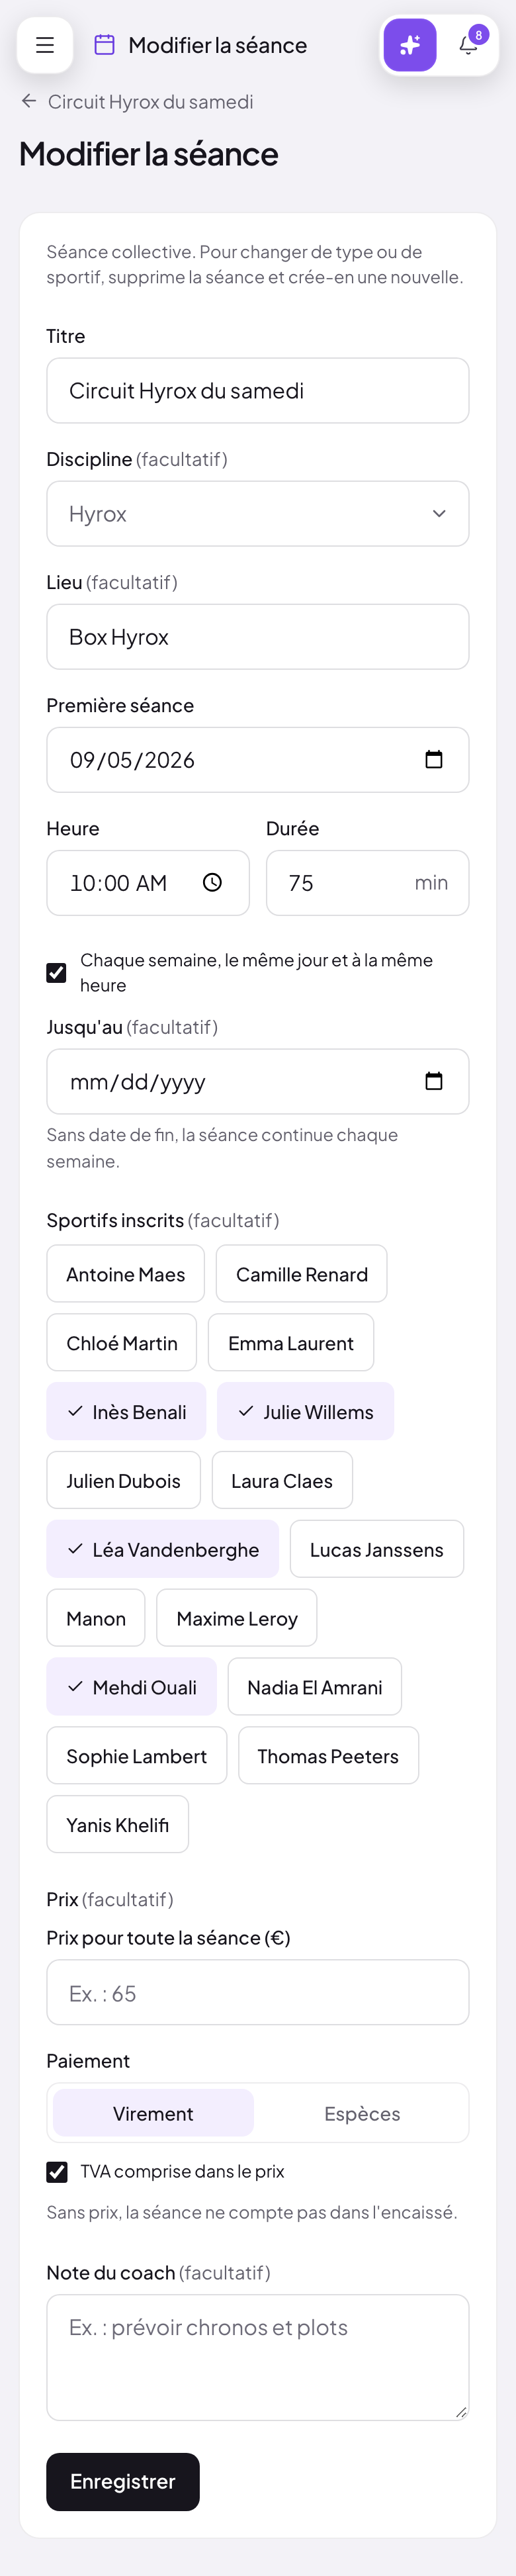 Modifier la séance
8
Circuit Hyrox du samedi
Modifier la séance
Séance collective. Pour changer de type ou de
sportif, supprime la séance et crée-en une nouvelle.
Titre
Circuit Hyrox du samedi
Discipline (facultatif)
Hyrox
Lieu (facultatif)
Box Hyrox
Première séance
09/05/2026
Heure
Durée
10:00 AM
75
min
Chaque semaine, le même jour et à la même
heure
Jusqu'au (facultatif)
mm/dd/yyyy
Sans date de fin, la séance continue chaque
semaine.
Sportifs inscrits (facultatif)
Antoine Maes
Camille Renard
Chloé Martin
Emma Laurent
Inès Benali
Julie Willems
Julien Dubois
Laura Claes
Léa Vandenberghe
Lucas Janssens
Manon
Maxime Leroy
Mehdi Ouali
Nadia El Amrani
Sophie Lambert
Thomas Peeters
Yanis Khelifi
Prix (facultatif)
Prix pour toute la séance (€)
Ex. : 65
Paiement
Virement
Espèces
TVA comprise dans le prix
Sans prix, la séance ne compte pas dans l'encaissé.
Note du coach (facultatif)
Ex. : prévoir chronos et plots
Enregistrer